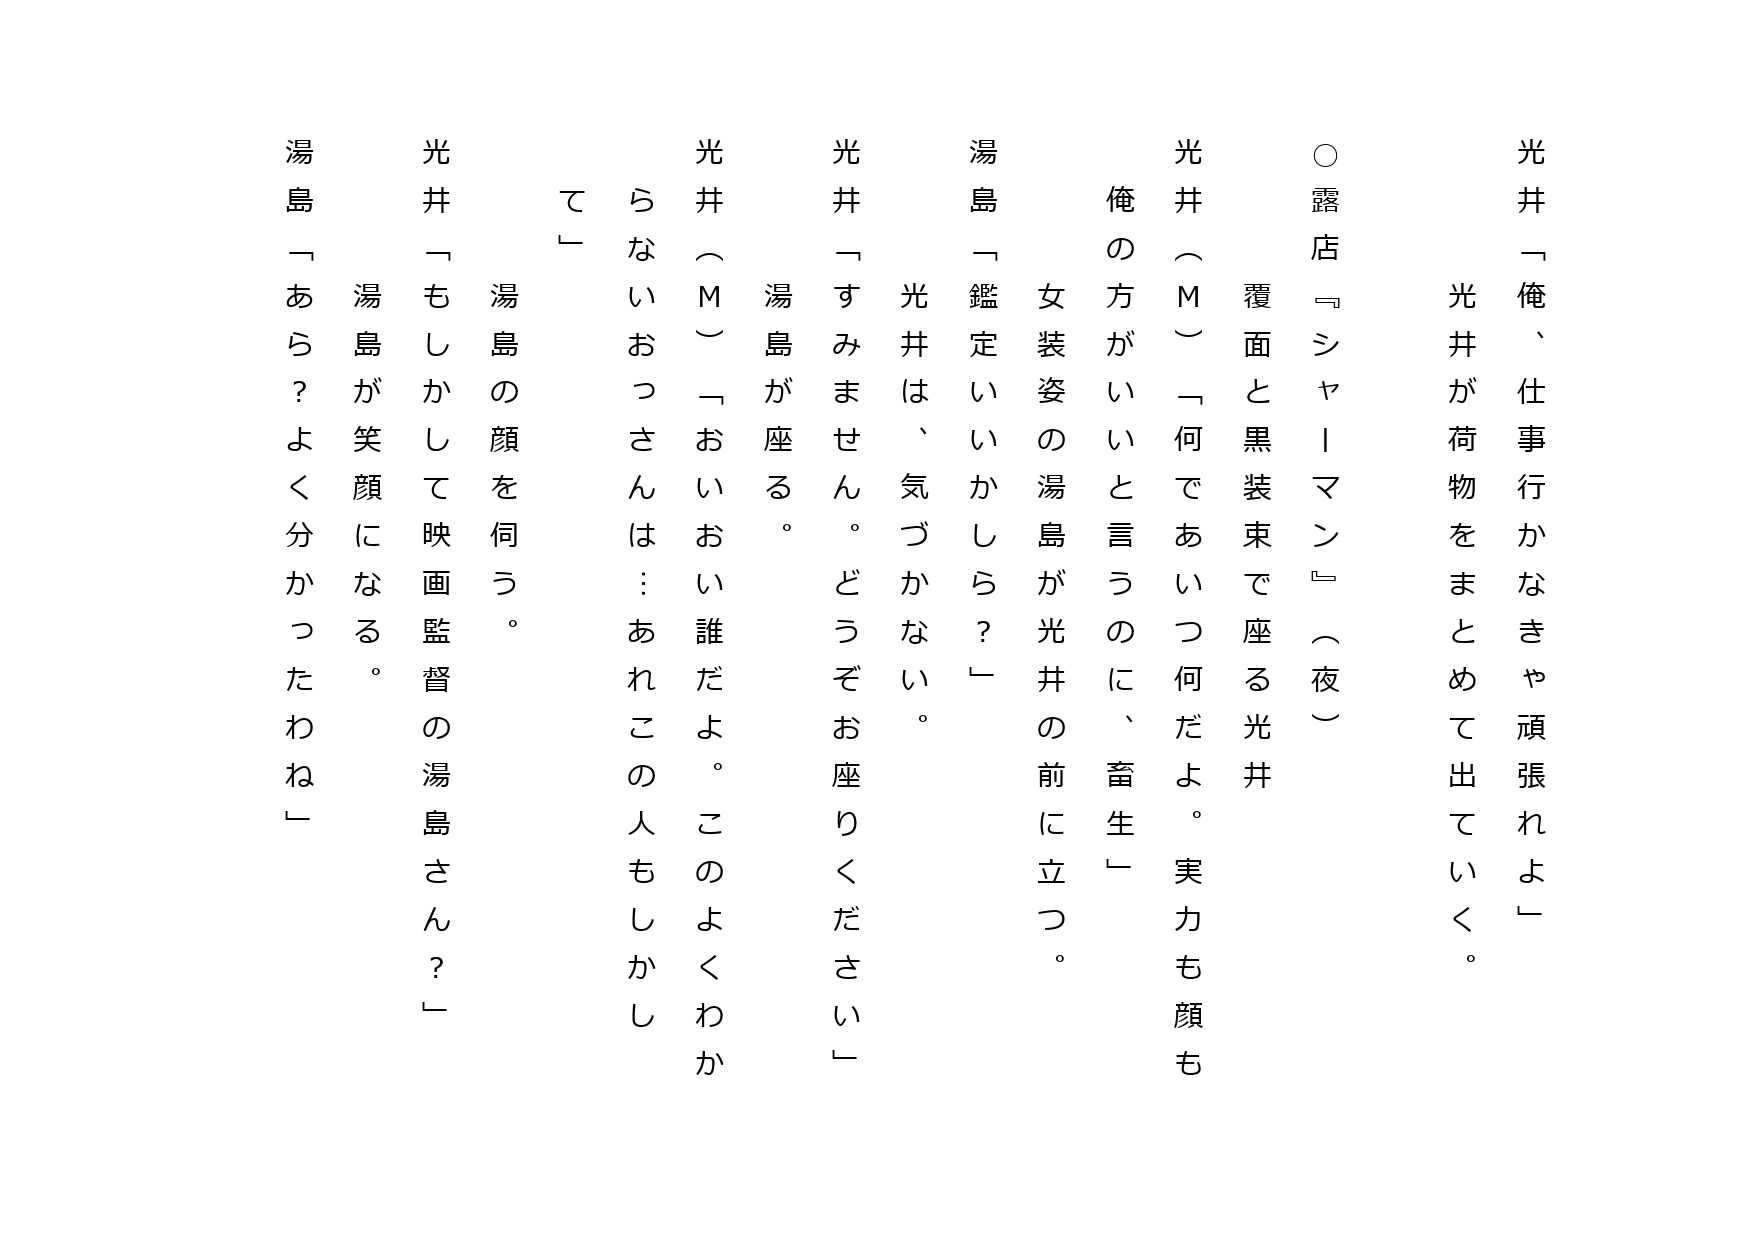 光井「俺、仕事行かなきゃ頑張れよ」
光井が荷物をまとめて出ていく。
○露店『シャーマン』（夜）
覆面と黒装束で座る光井
光井（Ｍ）「何であいつ何だよ。実力も顔も
俺の方がいいと言うのに、畜生」
女装姿の湯島が光井の前に立つ。
湯島「鑑定いいかしら？」
光井は、気づかない。
光井「すみません。どうぞお座りください」
湯島が座る。
光井（Ｍ）「おいおい誰だよ。このよくわか
らないおっさんは…あれこの人もしかし
て」
湯島の顔を伺う。
光井「もしかして映画監督の湯島さん？」
湯島が笑顔になる。
湯島「あら？よく分かったわね」